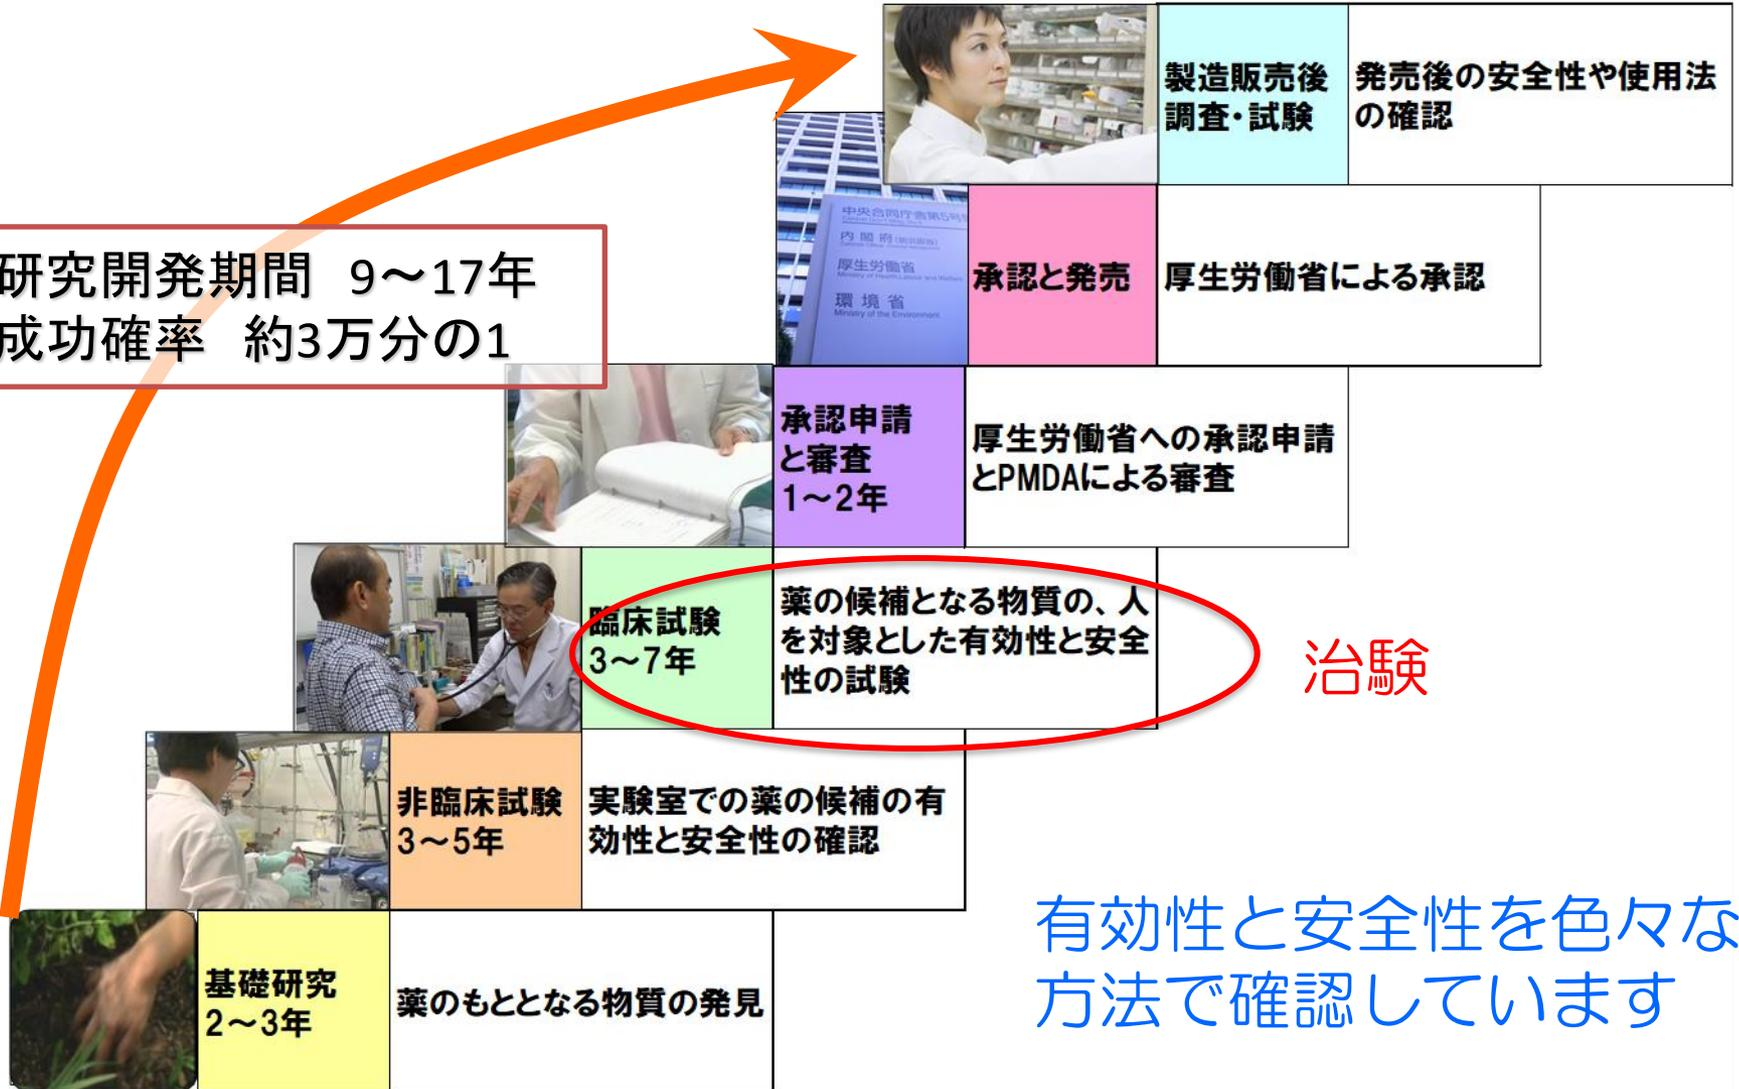 製造販売後
調査・試験
発売後の安全性や使用法
の確認
中央合同庁舎第5号
内閣府
厚生労働省
Ministry of Health Labour and Welfare
環境省
Ministry of the Environment
承認と発売
厚生労働省による承認
研究開発期間 9～17年
成功確率 約3万分の1
承認申請
と審査
1～2年
厚生労働省への承認申請
とPMDAによる審査
臨床試験
3～7年
薬の候補となる物質の、人
を対象とした有効性と安全
性の試験
治験
非臨床試験
3～5年
実験室での薬の候補の有
効性と安全性の確認
基礎研究
2～3年
薬のもととなる物質の発見
有効性と安全性を色々な
方法で確認しています